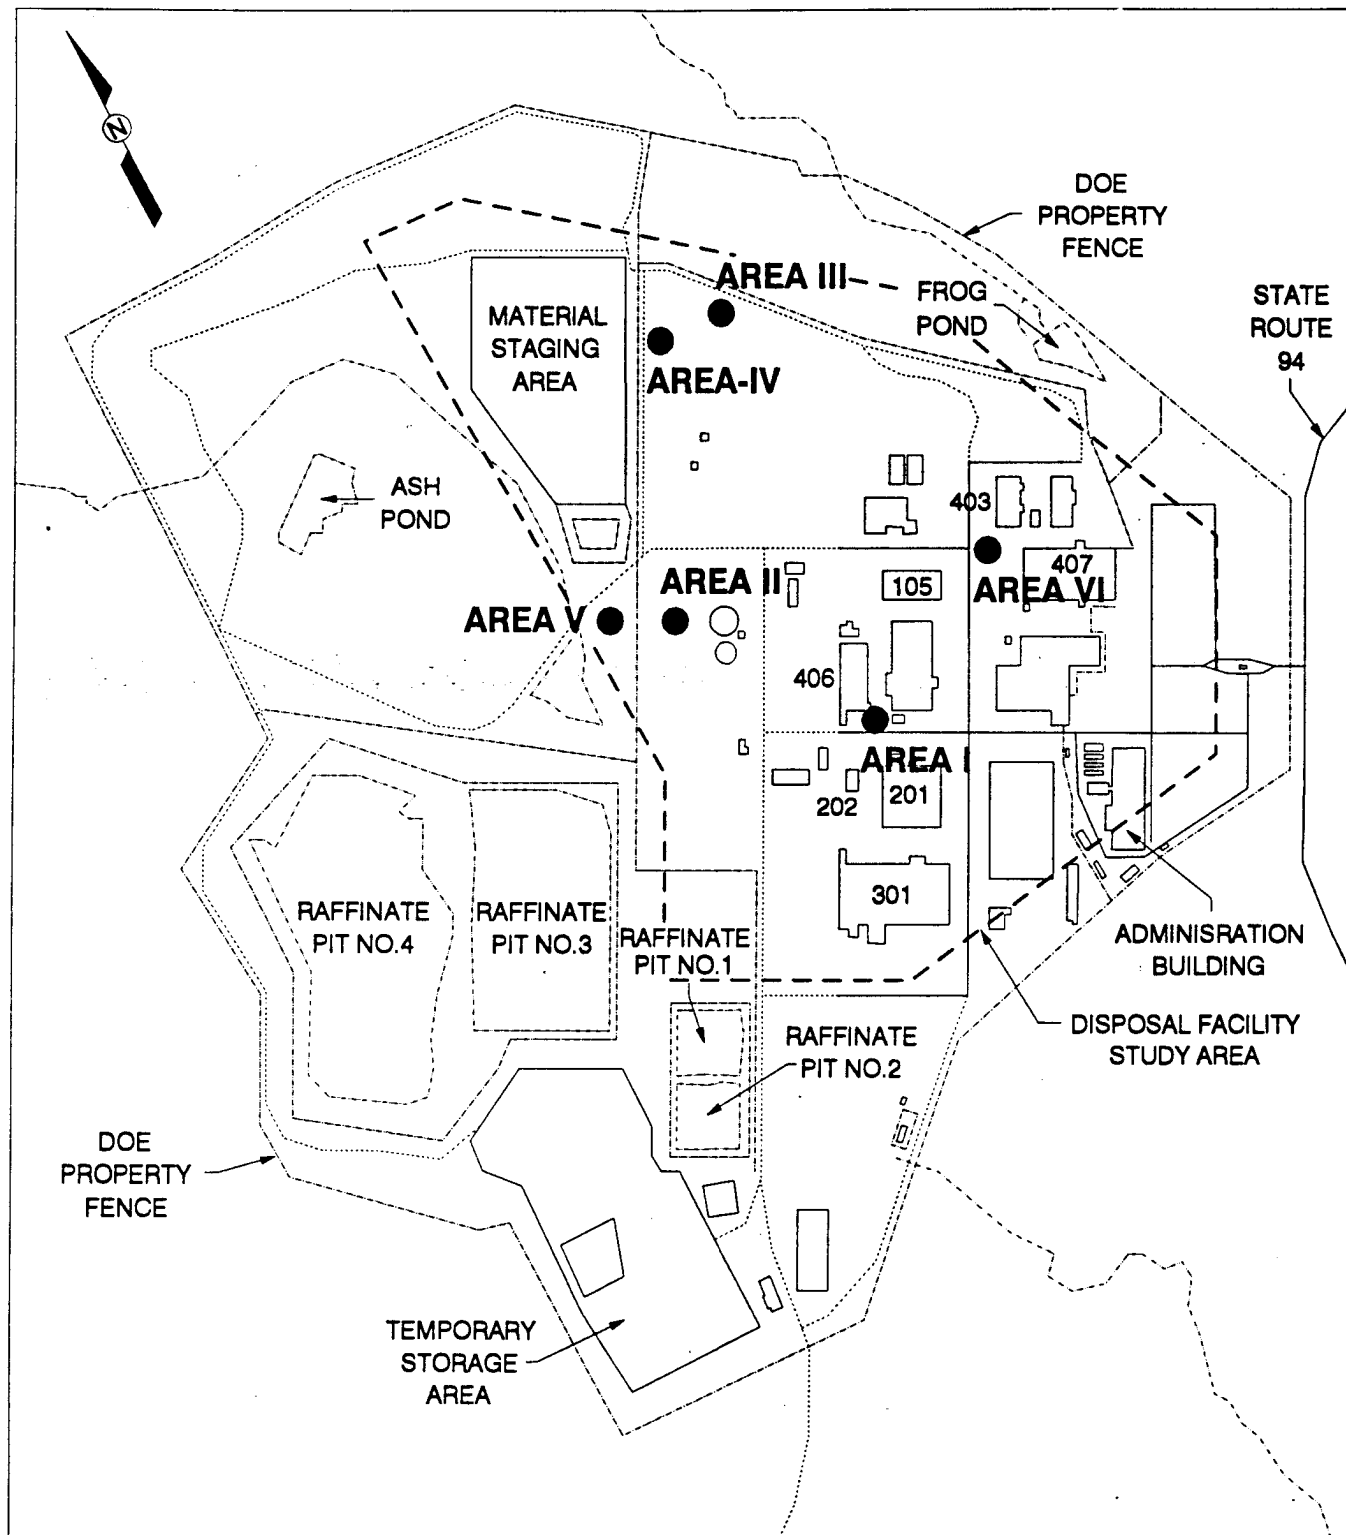 N
DOE
PROPERTY
FENCE
AREA III
FROG
POND
STATE
ROUTE
94
MATERIAL
STAGING
AREA
AREA-IV
ASH
POND
403
AREA II
407
105
AREA VI
AREA V
406
AREA I
202
201
301
RAFFINATE
PIT NO.4
RAFFINATE
PIT NO.3
RAFFINATE
PIT NO.1
ADMINISRATION
BUILDING
RAFFINATE
PIT NO.2
DISPOSAL FACILITY
STUDY AREA
DOE
PROPERTY
FENCE
TEMPORARY
STORAGE
AREA